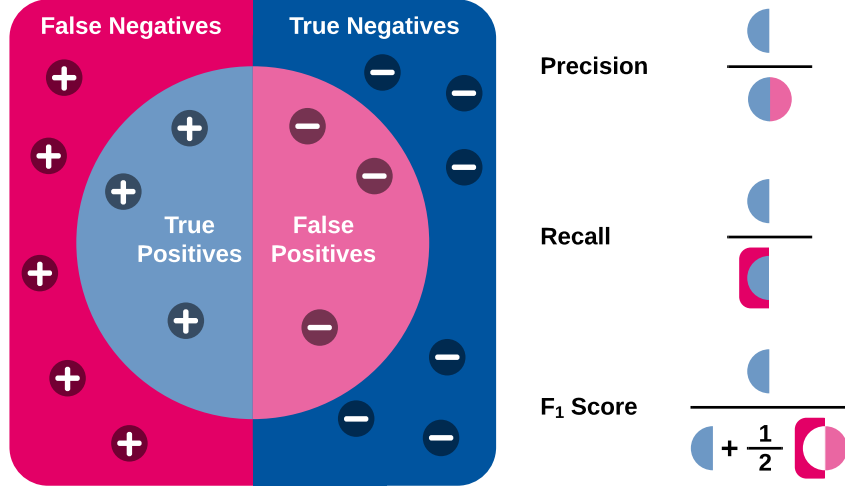 False Negatives
True Negatives
True
Positives
False
Positives
Precision
Recall
F₁ Score
+ 1
2